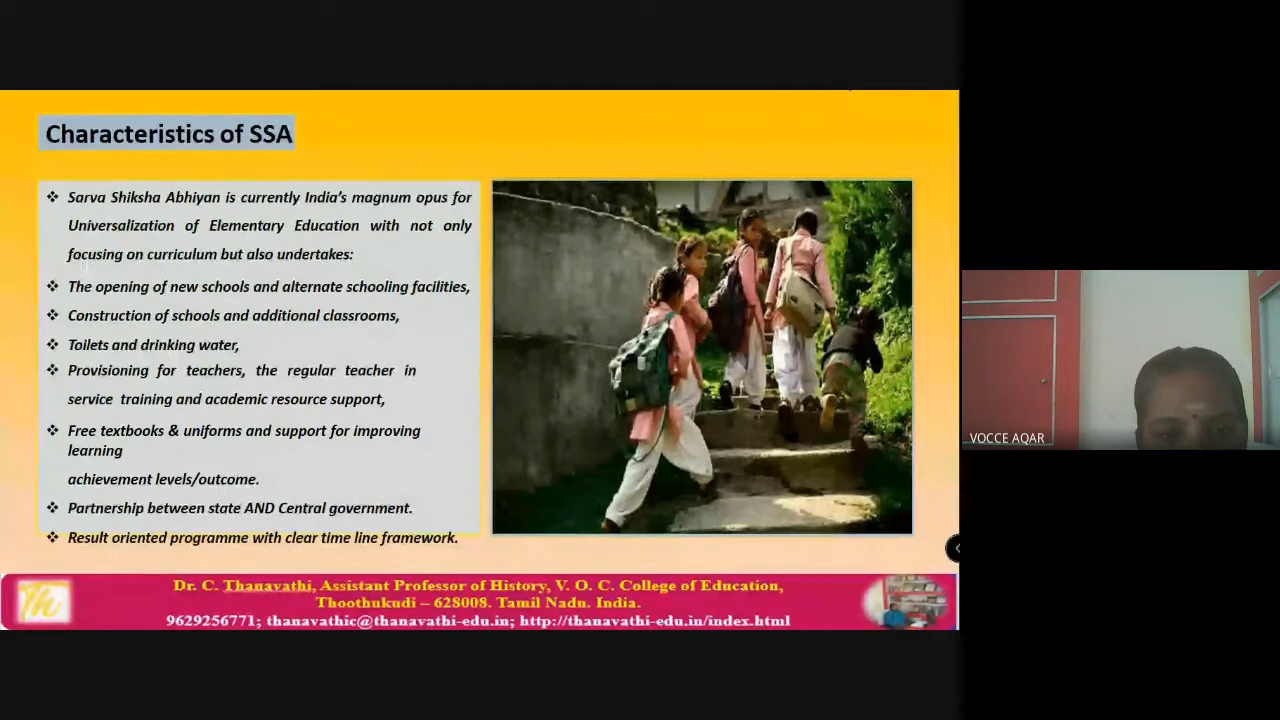 Characteristics of SSA
❖ Sarva Shiksha Abhiyan is currently India's magnum opus for
Universalization of Elementary Education with not only
focusing on curriculum but also undertakes:
❖ The opening of new schools and alternate schooling facilities,
❖ Construction of schools and additional classrooms,
❖ Toilets and drinking water,
❖ Provisioning for teachers, the regular teacher in
service training and academic resource support,
❖ Free textbooks & uniforms and support for improving
learning
achievement levels/outcome.
❖ Partnership between state AND Central government.
❖ Result oriented programme with clear time line framework.
VOCCE AQAR
Th
Dr. C. Thanavathi, Assistant Professor of History, V. O. C. College of Education,
Thoothukudi – 628008. Tamil Nadu. India.
9629256771; thanavathic@thanavathi-edu.in; http://thanavathi-edu.in/index.html